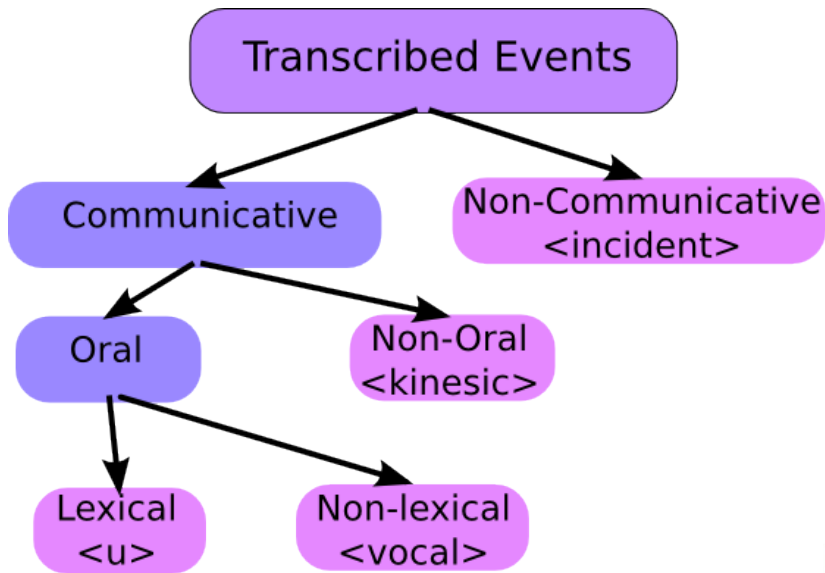 Transcribed Events
Communicative
Non-Communicative
<incident>
Oral
Non-Oral
<kinesic>
Lexical
<u>
Non-lexical
<vocal>